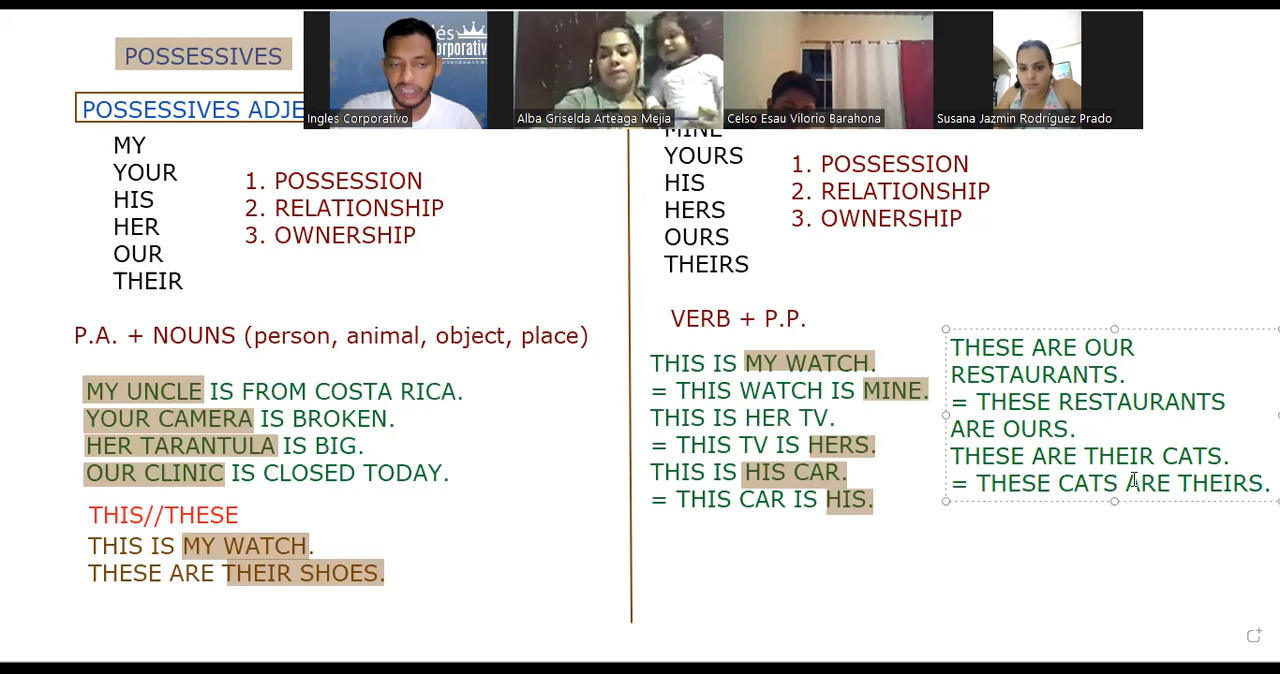 POSSESSIVES
POSSESSIVES ADJE
MY
YOUR
HIS
HER
OUR
THEIR
1. POSSESSION
2. RELATIONSHIP
3. OWNERSHIP
P.A. + NOUNS (person, animal, object, place)
MY UNCLE IS FROM COSTA RICA.
YOUR CAMERA IS BROKEN.
HER TARANTULA IS BIG.
OUR CLINIC IS CLOSED TODAY.
THIS//THESE
THIS IS MY WATCH.
THESE ARE THEIR SHOES.
lés
orporativo
Ingles Corporativo
Alba Griselda Arteaga Mejia
Celso Esau Vilorio Barahona
Susana Jazmin Rodríguez Prado
MINE
YOURS
HIS
HERS
OURS
THEIRS
1. POSSESSION
2. RELATIONSHIP
3. OWNERSHIP
VERB + P.P.
THIS IS MY WATCH.
= THIS WATCH IS MINE.
THIS IS HER TV.
= THIS TV IS HERS.
THIS IS HIS CAR.
= THIS CAR IS HIS.
THESE ARE OUR
RESTAURANTS.
= THESE RESTAURANTS
ARE OURS.
THESE ARE THEIR CATS.
= THESE CATS ARE THEIRS.